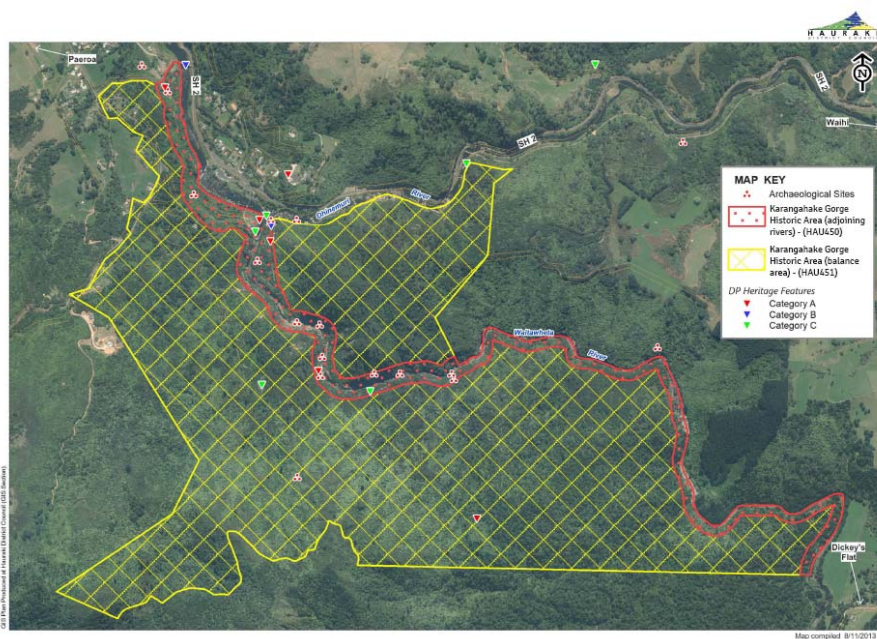 HAURAKI
DISTRICT COUNCIL
Paeroa
SH 2
SH 2
SH 2
Waihi
N
Ohinemuri
River
MAP KEY
Archaeological Sites
Karangahake Gorge
Historic Area (adjoining
rivers) - (HAU450)
Karangahake Gorge
Historic Area (balance
area) - (HAU451)
DP Heritage Features
Category A
Category B
Category C
Waitawheta
River
Dickey's
Flat
GIS Plan Produced at Hauraki District Council (GIS Section).
Map compiled 8/11/2013